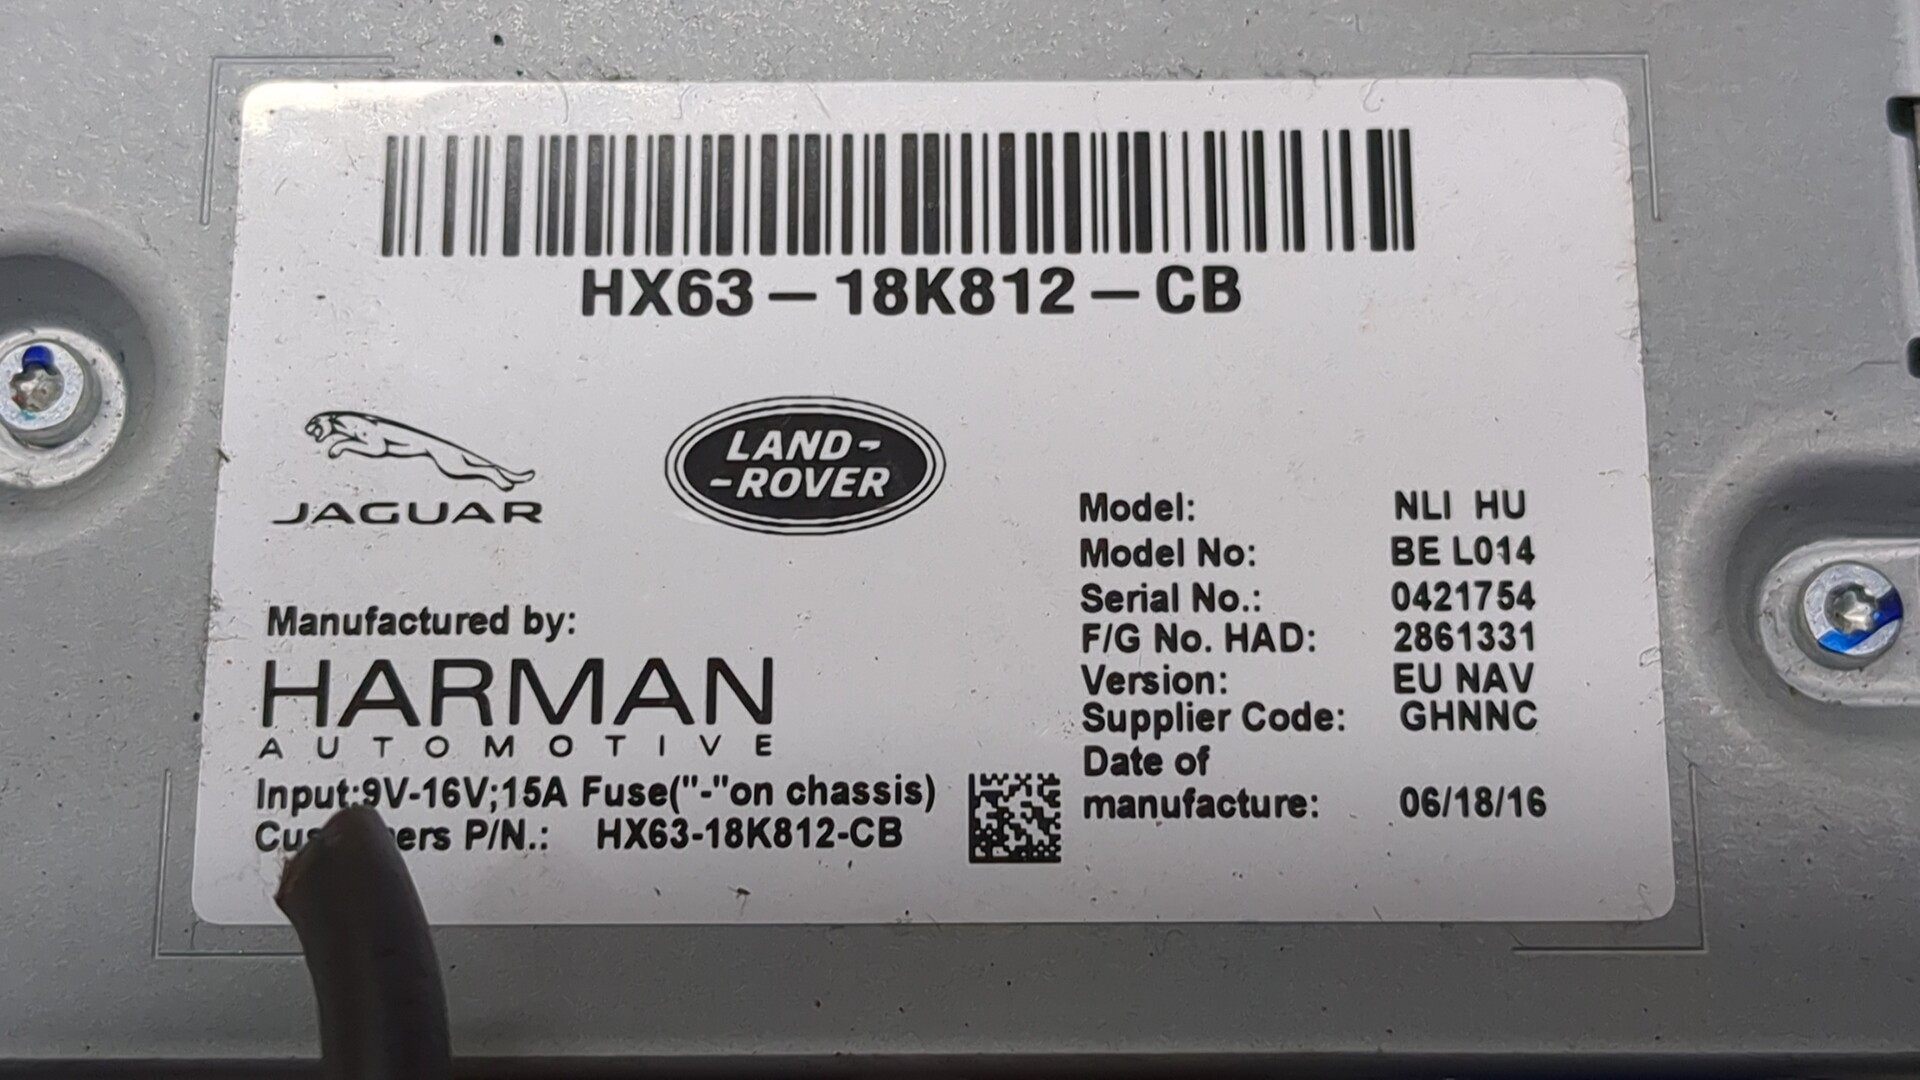 HX63-18K812-CB
JAGUAR
LAND-
-ROVER
Model: NLI HU
Model No: BE L014
Serial No.: 0421754
F/G No. HAD: 2861331
Version: EU NAV
Supplier Code: GHNNC
Date of
manufacture: 06/18/16
Manufactured by:
HARMAN
AUTOMOTIVE
Input:9V-16V;15A Fuse("-"on chassis)
P/N.: HX63-18K812-CB